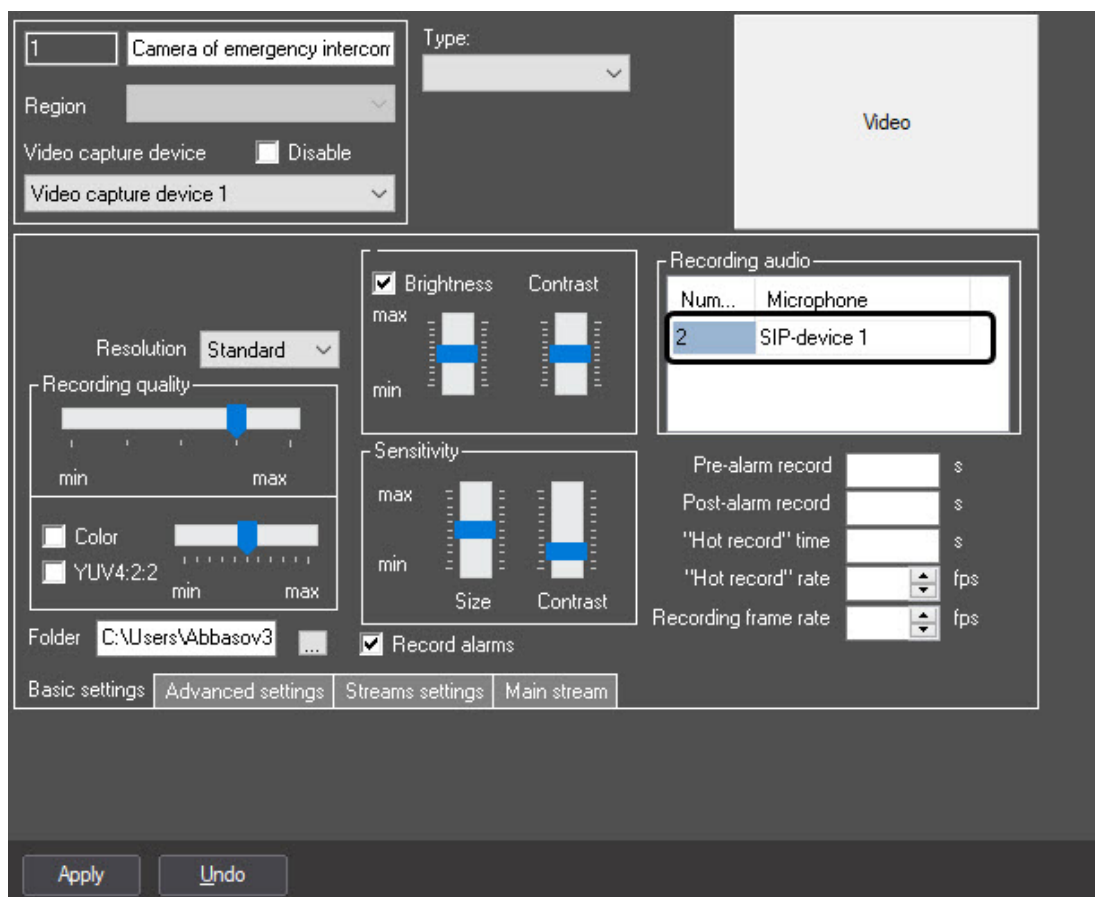 1
Camera of emergency intercom
Type:
Region
Video capture device
Disable
Video capture device 1
Video
Resolution
Standard
Recording quality
min
max
Color
YUV4:2:2
min
max
Folder
C:\Users\Abbasov3
...
Brightness
Contrast
max
min
Sensitivity
max
min
Size
Contrast
Record alarms
Recording audio
Num...
Microphone
2
SIP-device 1
Pre-alarm record
s
Post-alarm record
s
"Hot record" time
s
"Hot record" rate
fps
Recording frame rate
fps
Basic settings
Advanced settings
Streams settings
Main stream
Apply
Undo